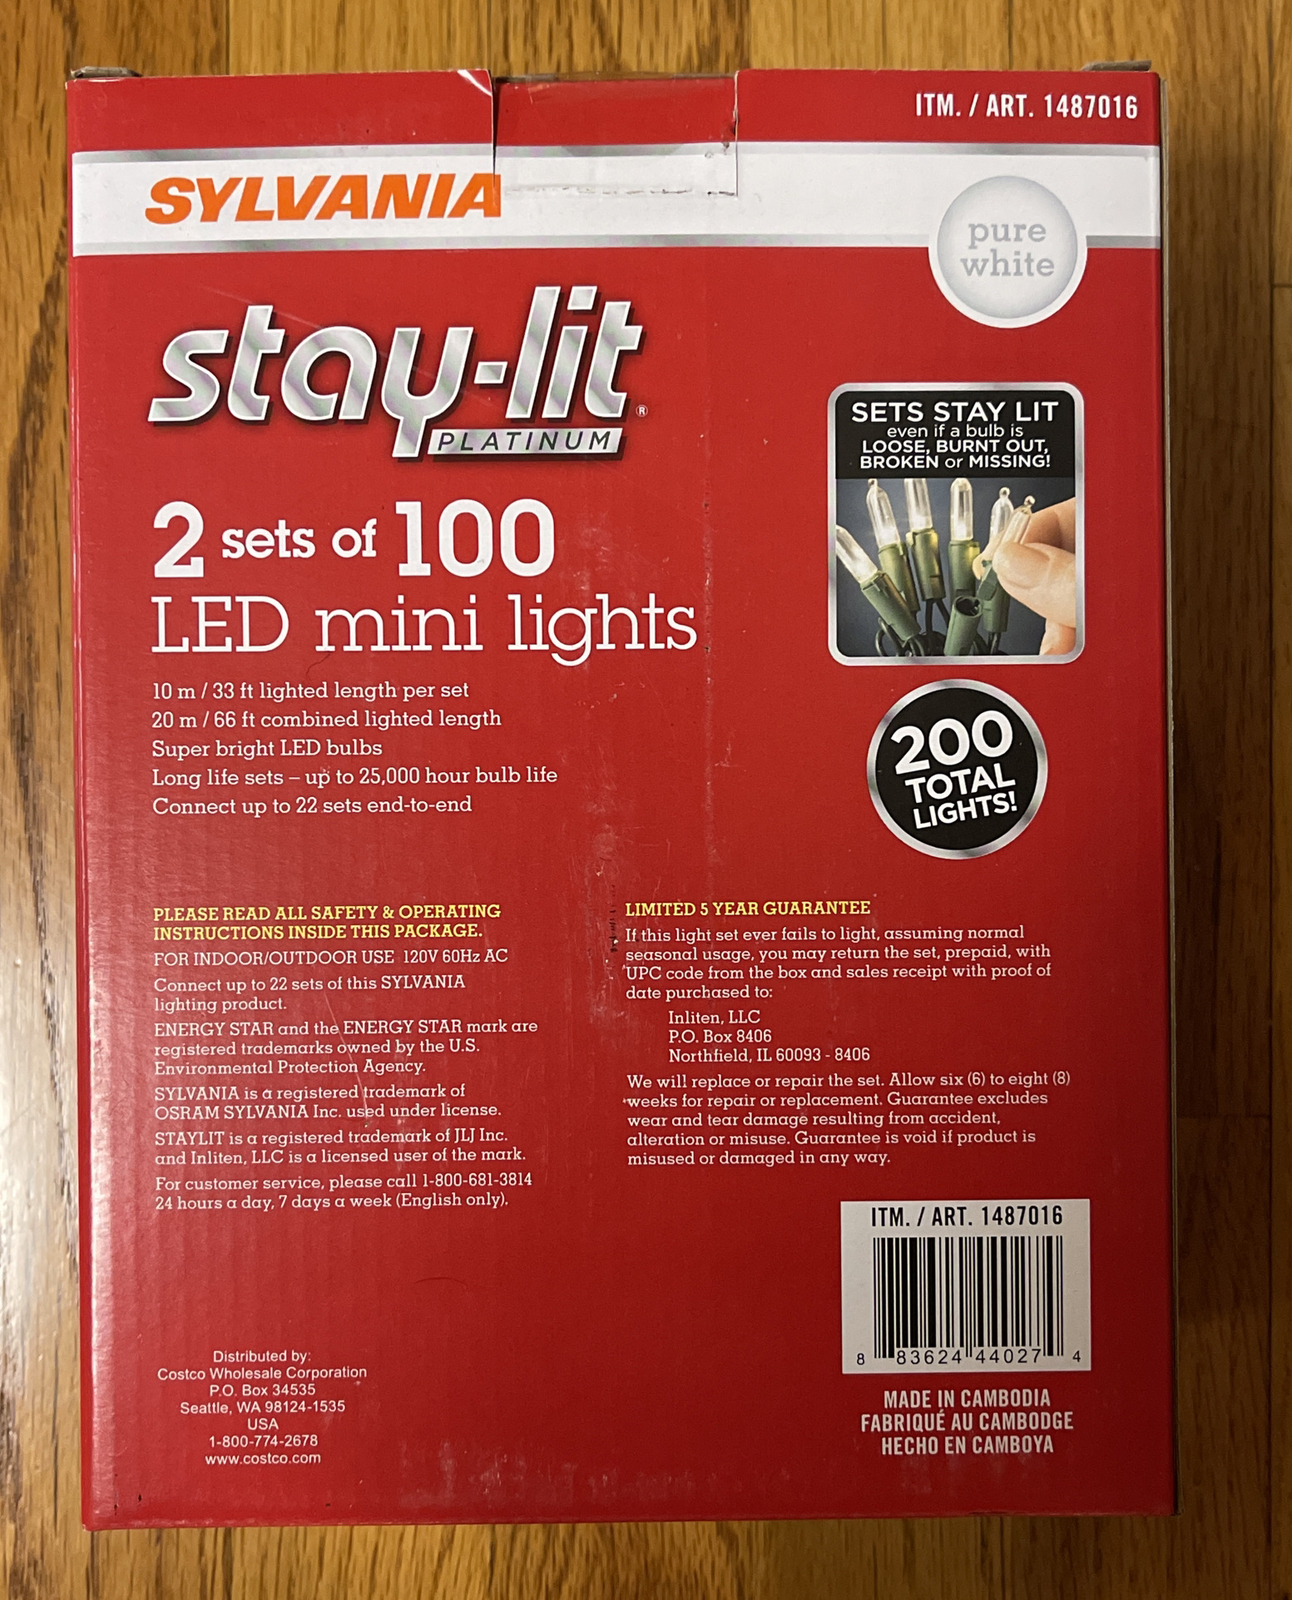 ITM. / ART. 1487016
SYLVANIA
pure
white
stay-lit®
PLATINUM
SETS STAY LIT
even if a bulb is
LOOSE, BURNT OUT,
BROKEN or MISSING!
2 sets of 100
LED mini lights
10 m / 33 ft lighted length per set
20 m / 66 ft combined lighted length
Super bright LED bulbs
Long life sets – up to 25,000 hour bulb life
Connect up to 22 sets end-to-end
200
TOTAL
LIGHTS!
PLEASE READ ALL SAFETY & OPERATING
INSTRUCTIONS INSIDE THIS PACKAGE.
FOR INDOOR/OUTDOOR USE 120V 60Hz AC
Connect up to 22 sets of this SYLVANIA
lighting product.
ENERGY STAR and the ENERGY STAR mark are
registered trademarks owned by the U.S.
Environmental Protection Agency.
SYLVANIA is a registered trademark of
OSRAM SYLVANIA Inc. used under license.
STAYLIT is a registered trademark of JLJ Inc.
and Inliten, LLC is a licensed user of the mark.
For customer service, please call 1-800-681-3814
24 hours a day, 7 days a week (English only).
LIMITED 5 YEAR GUARANTEE
If this light set ever fails to light, assuming normal
seasonal usage, you may return the set, prepaid, with
UPC code from the box and sales receipt with proof of
date purchased to:
Inliten, LLC
P.O. Box 8406
Northfield, IL 60093 - 8406
We will replace or repair the set. Allow six (6) to eight (8)
weeks for repair or replacement. Guarantee excludes
wear and tear damage resulting from accident,
alteration or misuse. Guarantee is void if product is
misused or damaged in any way.
ITM. / ART. 1487016
8 83624 44027 4
MADE IN CAMBODIA
FABRIQUÉ AU CAMBODGE
HECHO EN CAMBOYA
Distributed by:
Costco Wholesale Corporation
P.O. Box 34535
Seattle, WA 98124-1535
USA
1-800-774-2678
www.costco.com